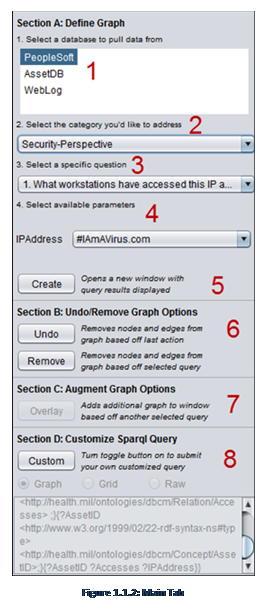 Section A: Define Graph
1. Select a database to pull data from
PeopleSoft
AssetDB
WebLog
1
2. Select the category you'd like to address
2
Security-Perspective
3. Select a specific question
3
1. What workstations have accessed this IP a...
4. Select available parameters
4
IPAddress
#IAmAVirus.com
Create
Opens a new window with
query results displayed
5
Section B: Undo/Remove Graph Options
Undo
Removes nodes and edges from
graph based off last action
6
Remove
Removes nodes and edges from
graph based off selected query
Section C: Augment Graph Options
Overlay
Adds additional graph to window
based off another selected query
7
Section D: Customize Sparql Query
Custom
Turn toggle button on to submit
your own customized query
8
Graph
Grid
Raw
<http://health.mil/ontologies/dbcm/Relation/Acce
sses> ;}{?AssetID
<http://www.w3.org/1999/02/22-rdf-syntax-ns#typ
e>
<http://health.mil/ontologies/dbcm/Concept/Asse
tID>;}{?AssetID ?Accesses ?IPAddress}}
Figure 1.1.2: Main Tab